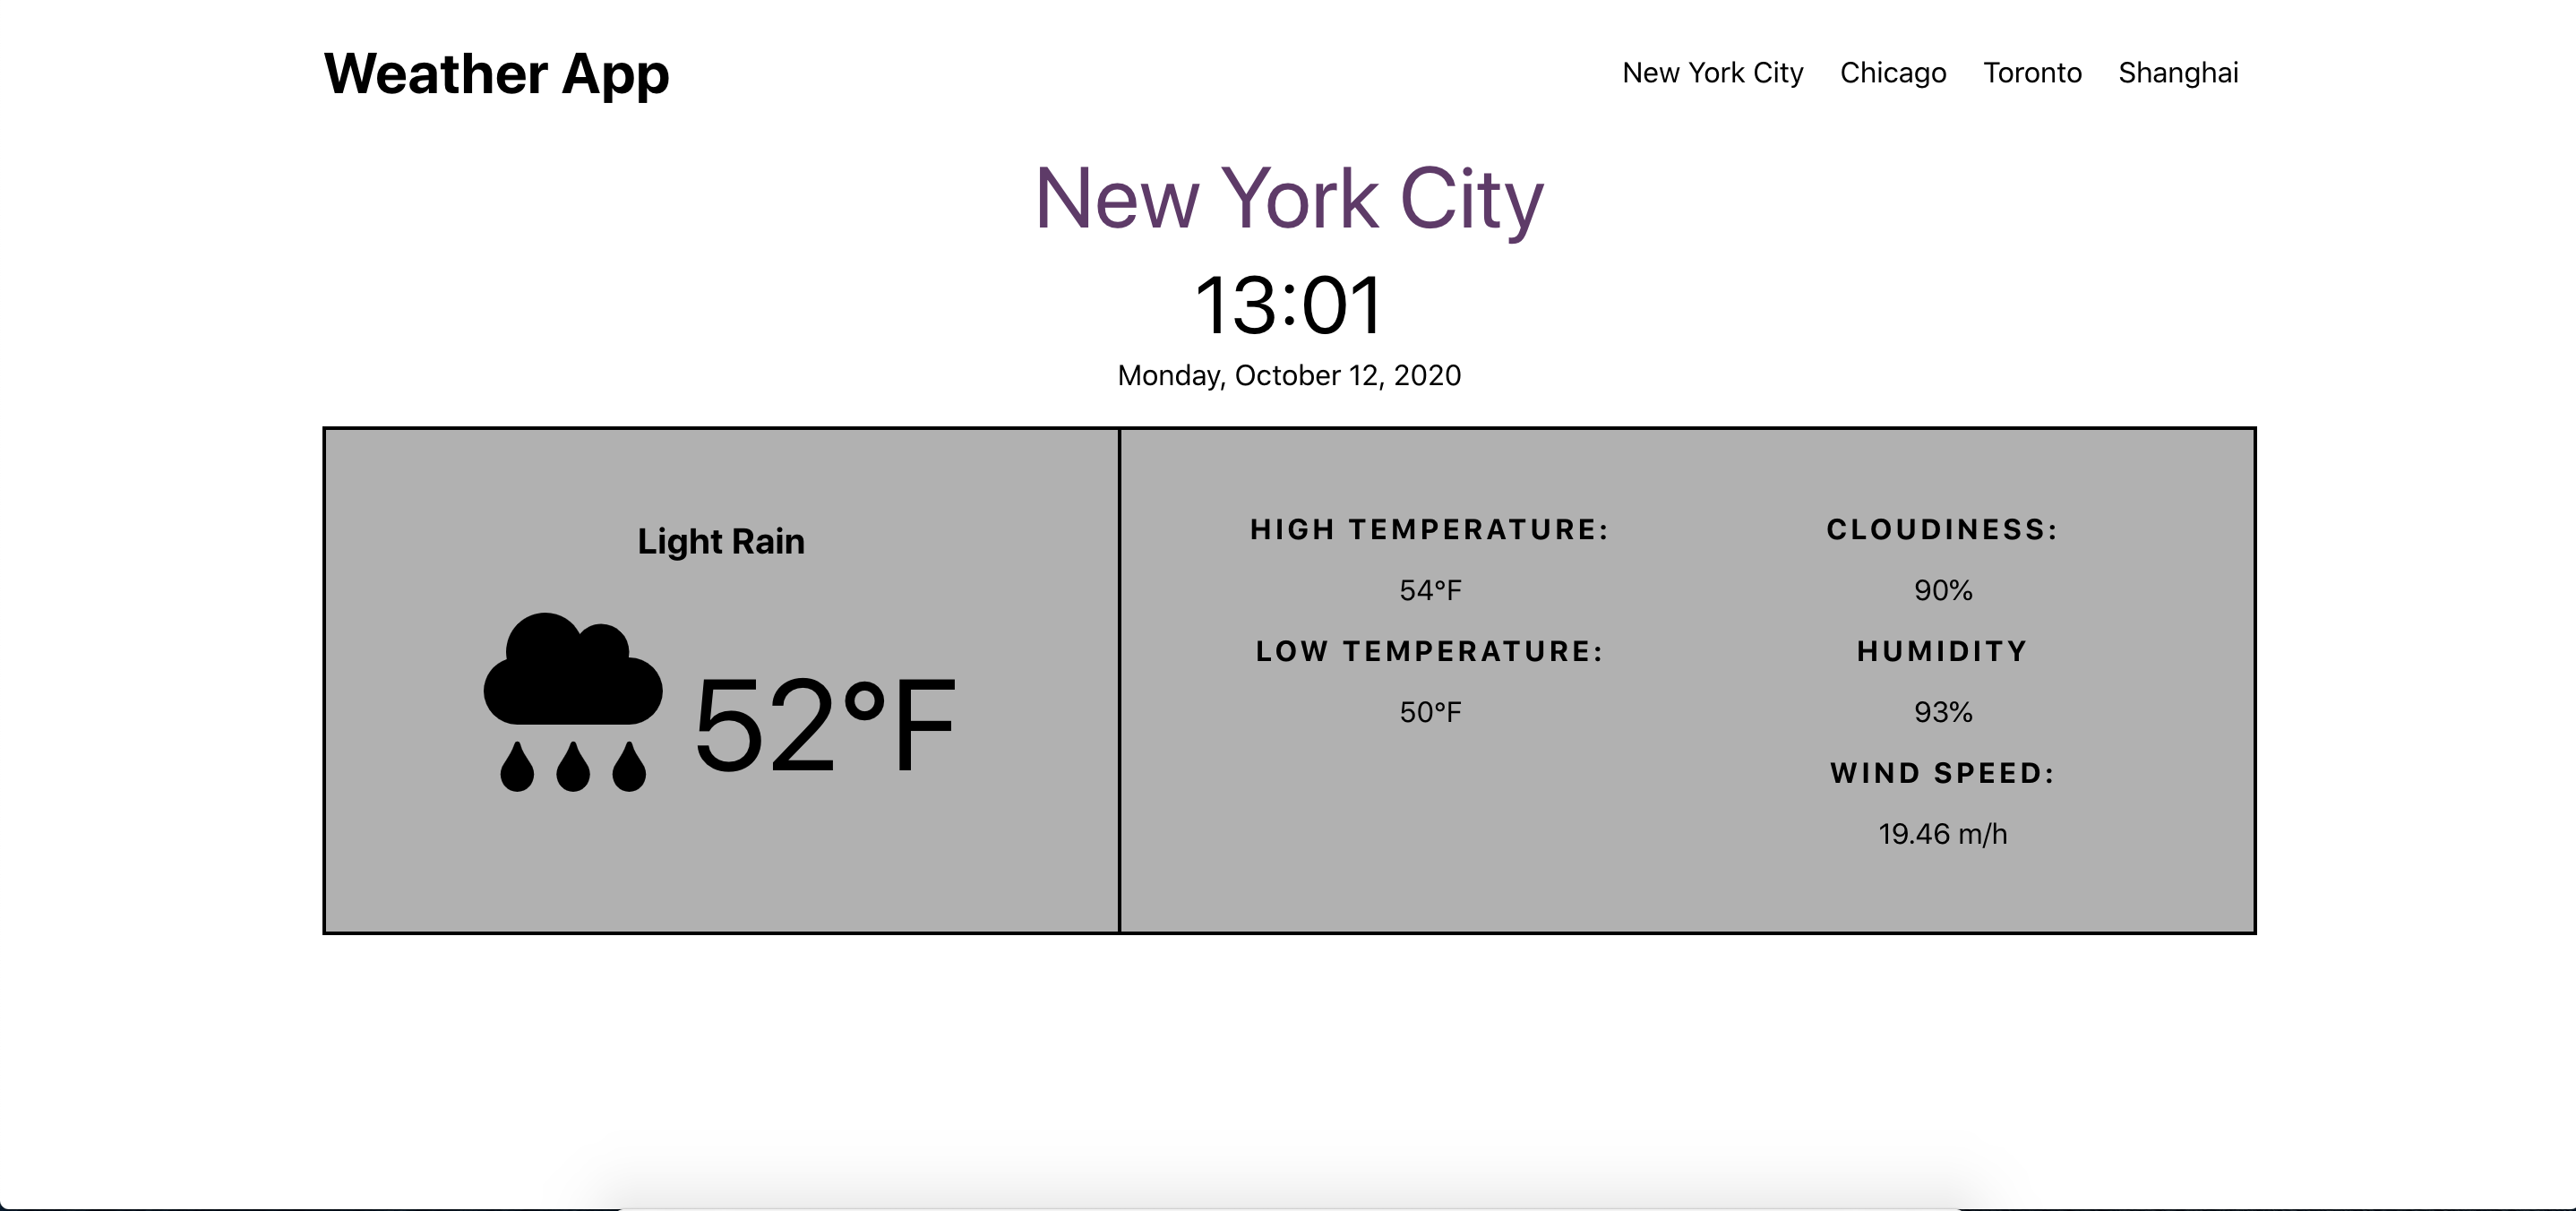 Weather App
New York City Chicago Toronto Shanghai
New York City
13:01
Monday, October 12, 2020
Light Rain
52°F
HIGH TEMPERATURE:
54°F
LOW TEMPERATURE:
50°F
CLOUDINESS:
90%
HUMIDITY
93%
WIND SPEED:
19.46 m/h